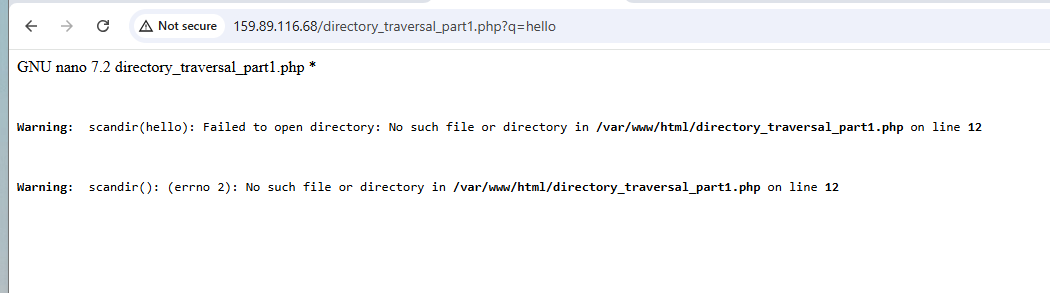 Not secure 159.89.116.68/directory_traversal_part1.php?q=hello
GNU nano 7.2 directory_traversal_part1.php *
Warning: scandir(hello): Failed to open directory: No such file or directory in /var/www/html/directory_traversal_part1.php on line 12
Warning: scandir(): (errno 2): No such file or directory in /var/www/html/directory_traversal_part1.php on line 12